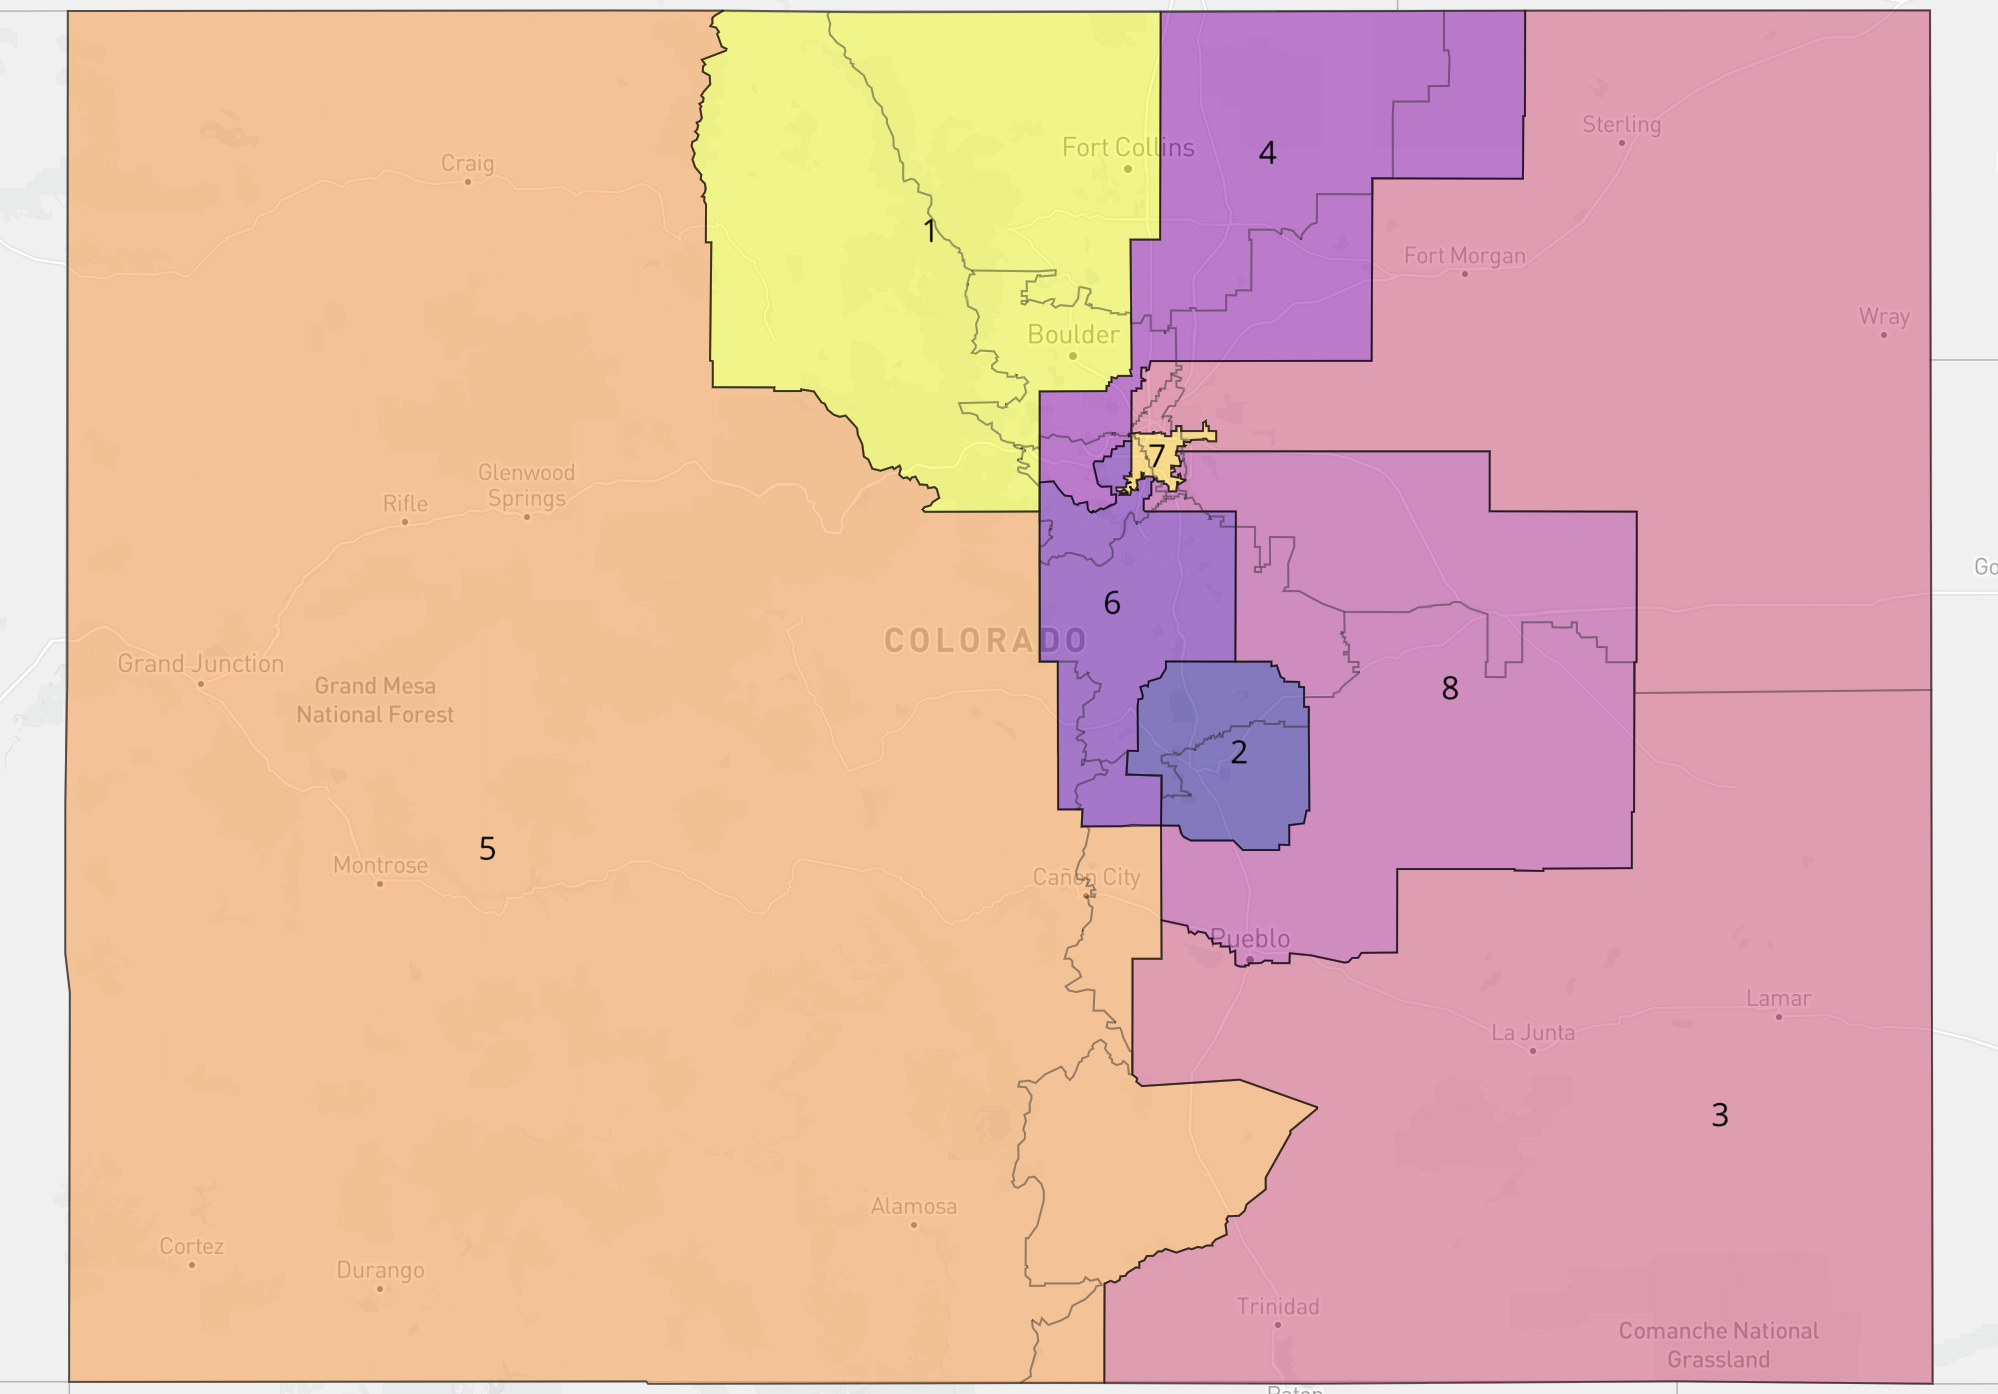 Sterling
Fort Collins
4
Craig
1
Fort Morgan
Wray
Boulder
7
Glenwood
Springs
Rifle
Go
6
COLORADO
Grand Junction
Grand Mesa
National Forest
8
2
5
Montrose
Cañon City
Pueblo
Lamar
La Junta
3
Alamosa
Cortez
Durango
Trinidad
Comanche National
Grassland
Raton